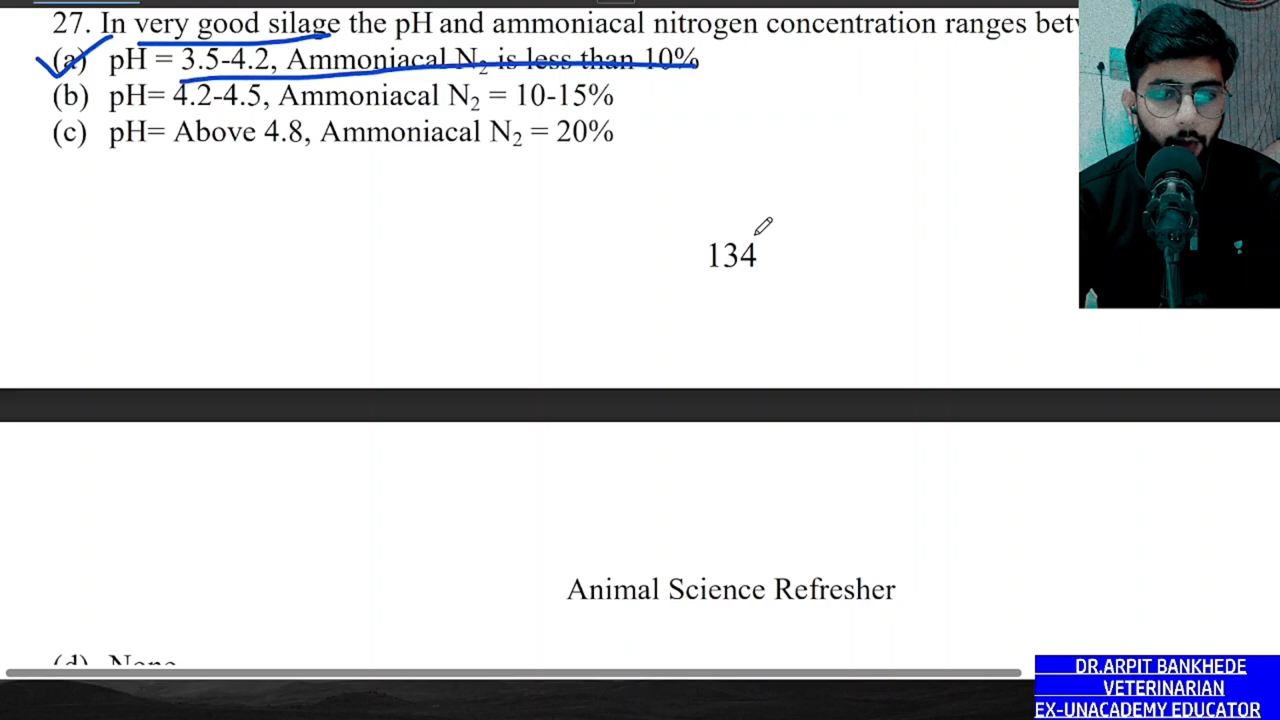 27. In very good silage the pH and ammoniacal nitrogen concentration ranges
(a) pH = 3.5-4.2, Ammoniacal N₂ is less than 10%
(b) pH= 4.2-4.5, Ammoniacal N₂ = 10-15%
(c) pH= Above 4.8, Ammoniacal N₂ = 20%
134
Animal Science Refresher
(d) None
DR.ARPIT BANKHEDE
VETERINARIAN
EX-UNACADEMY EDUCATOR